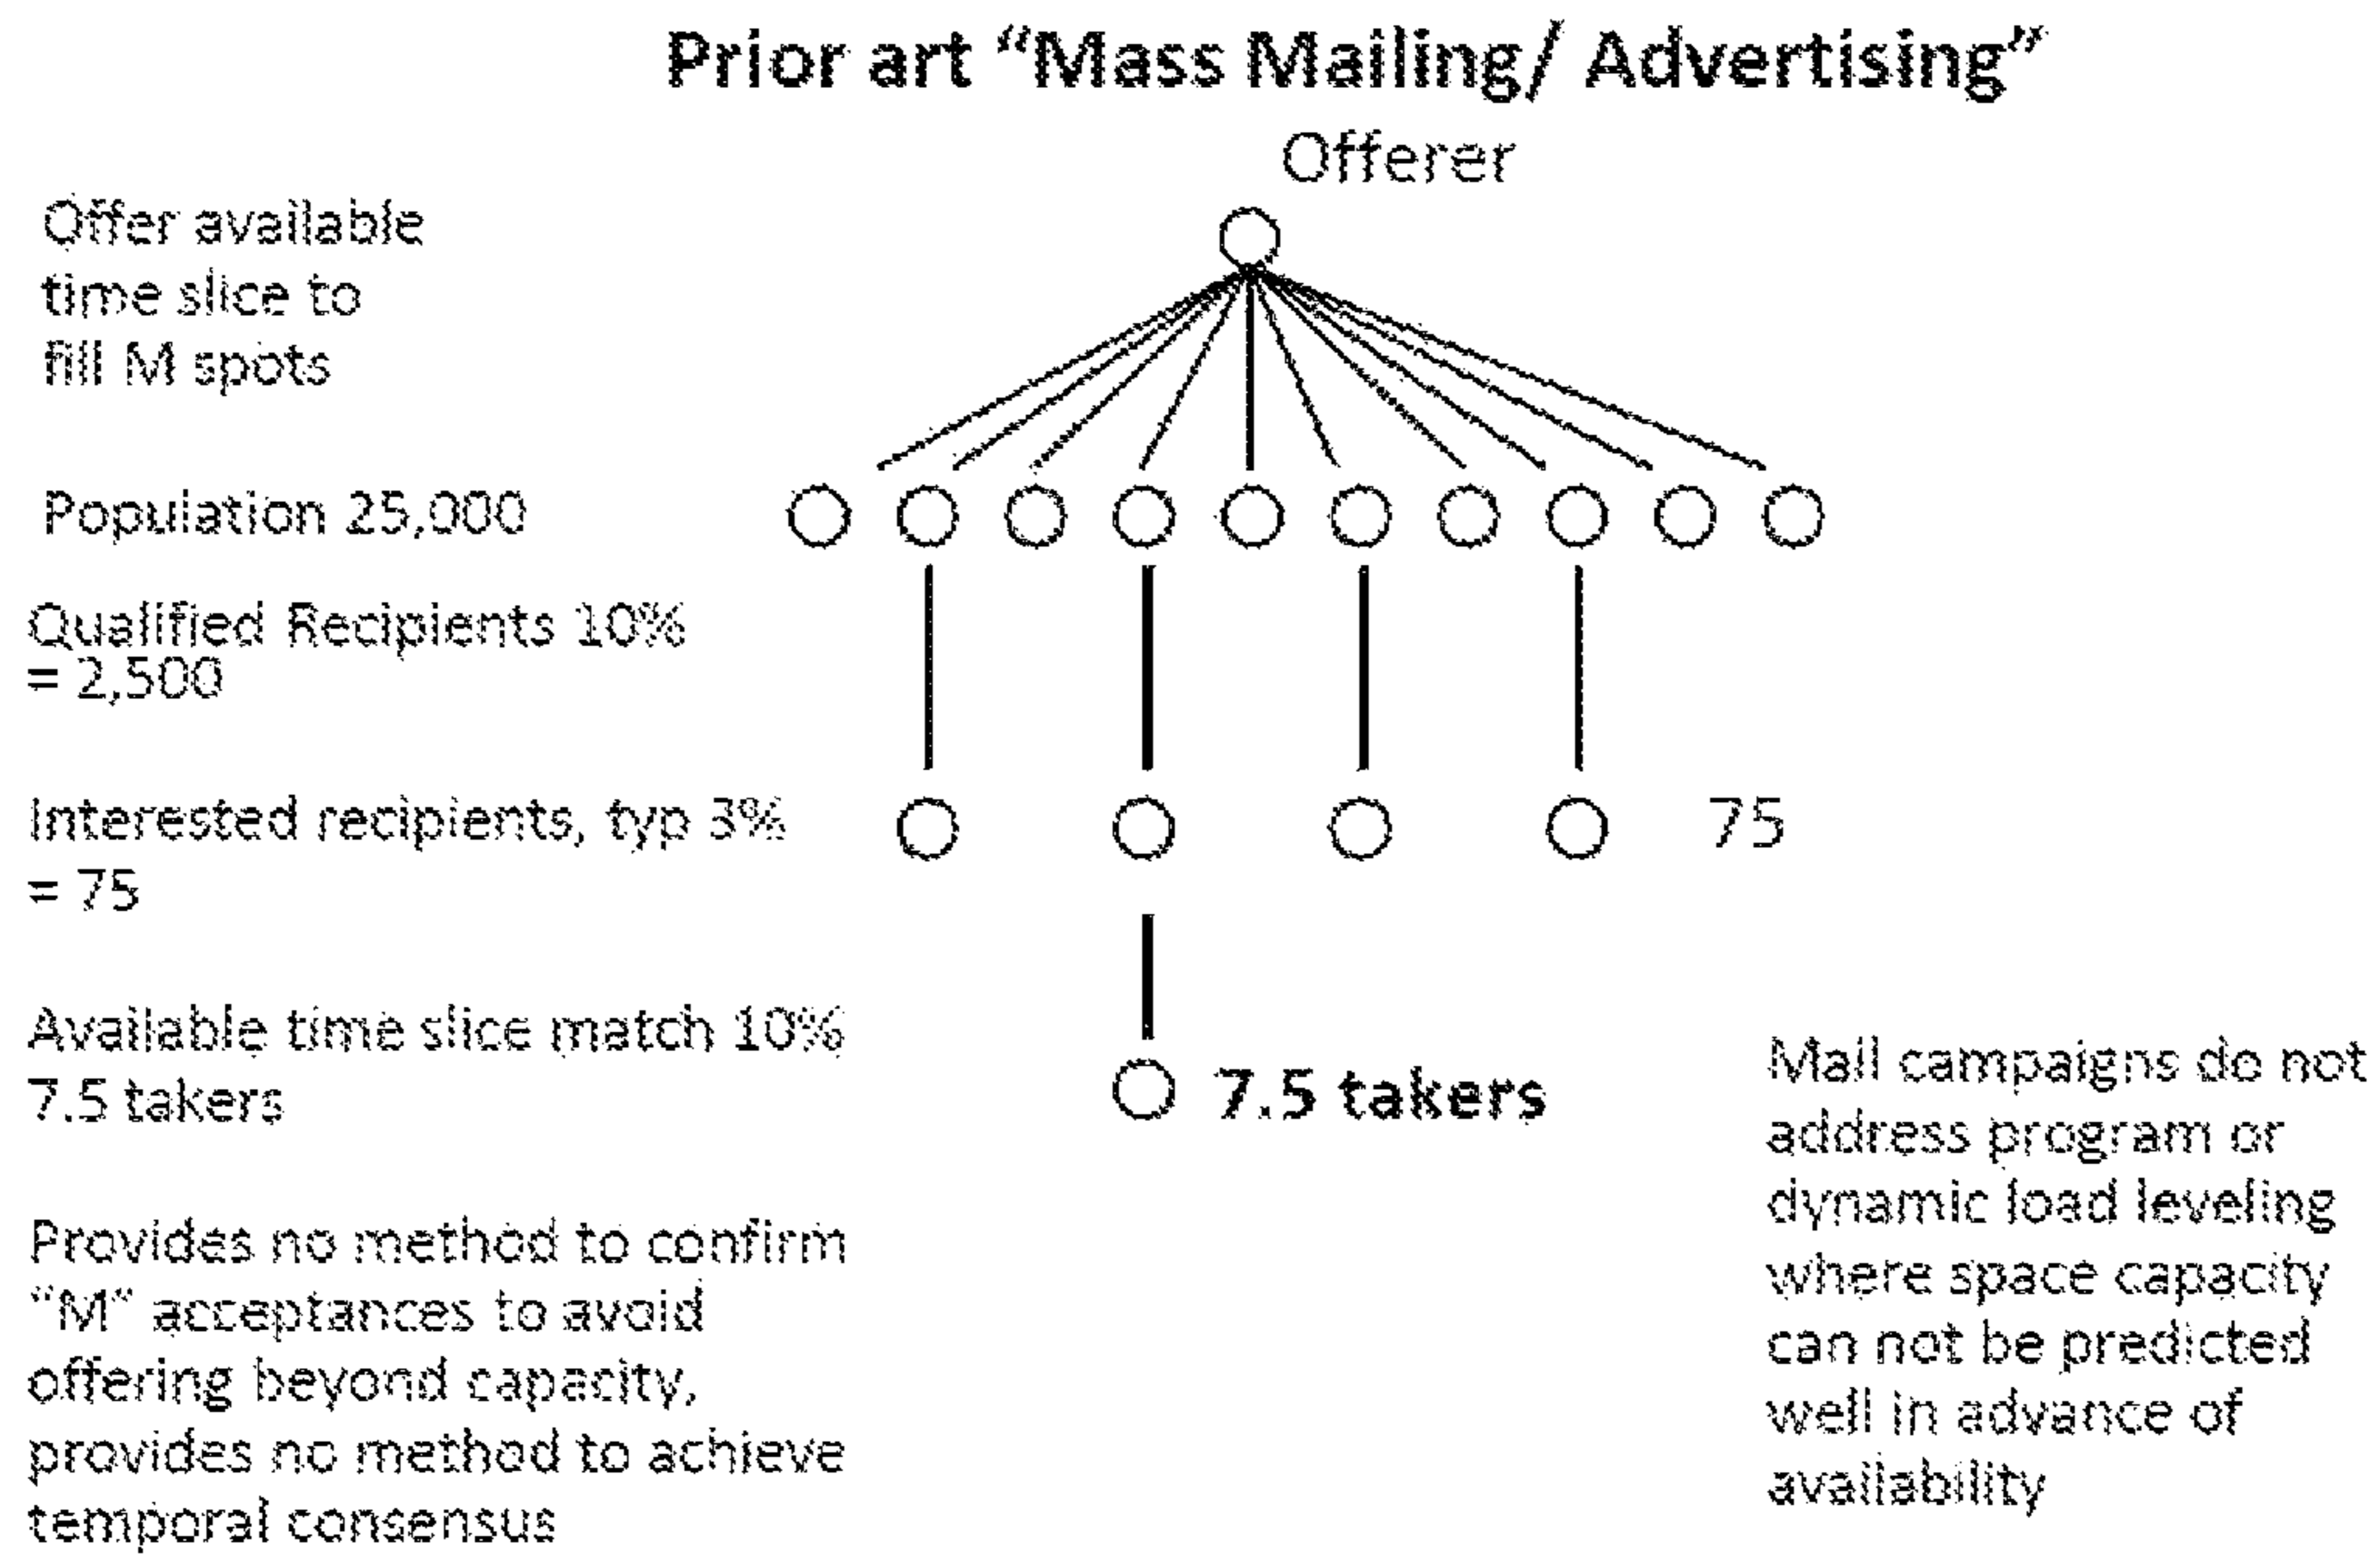 Prior art “Mass Mailing/ Advertising”
Offerer
Offer available
time slice to
fill M spots
Population 25,000
Qualified Recipients 10%
= 2,500
Interested recipients, typ 3%
= 75
75
Available time slice match 10%
7.5 takers
7.5 takers
Provides no method to confirm
“M” acceptances to avoid
offering beyond capacity,
provides no method to achieve
temporal consensus
Mail campaigns do not
address program or
dynamic load leveling
where space capacity
can not be predicted
well in advance of
availability